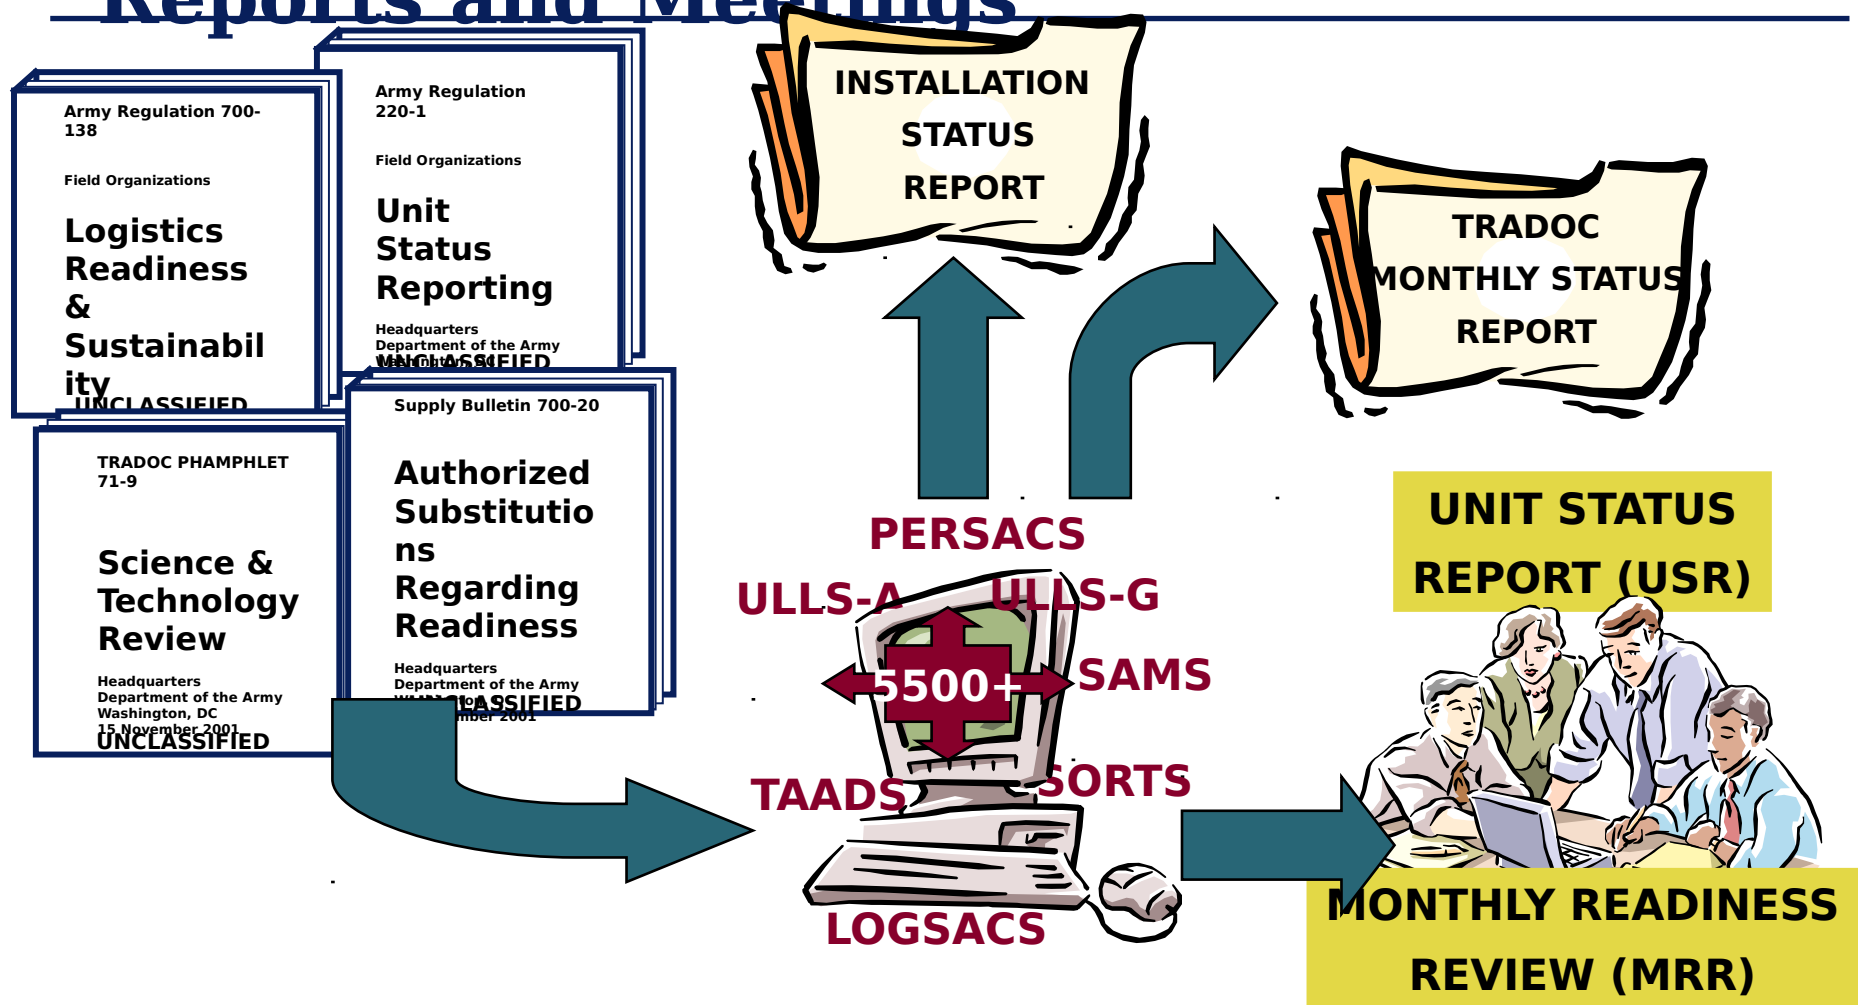 Reports and Meetings
Army Regulation 700-
138
Field Organizations
Logistics
Readiness
&
Sustainabil
ity
UNCLASSIFIED
Army Regulation
220-1
Field Organizations
Unit
Status
Reporting
Headquarters
Department of the Army
Washington, DC
UNCLASSIFIED
TRADOC PHAMPHLET
71-9
Science &
Technology
Review
Headquarters
Department of the Army
Washington, DC
15 November 2001
UNCLASSIFIED
Supply Bulletin 700-20
Authorized
Substitutio
ns
Regarding
Readiness
Headquarters
Department of the Army
UNCLASSIFIED
2001
INSTALLATION
STATUS
REPORT
TRADOC
MONTHLY STATUS
REPORT
PERSACS
ULLS-A
ULLS-G
5500+
SAMS
TAADS
SORTS
LOGSACS
UNIT STATUS
REPORT (USR)
MONTHLY READINESS
REVIEW (MRR)